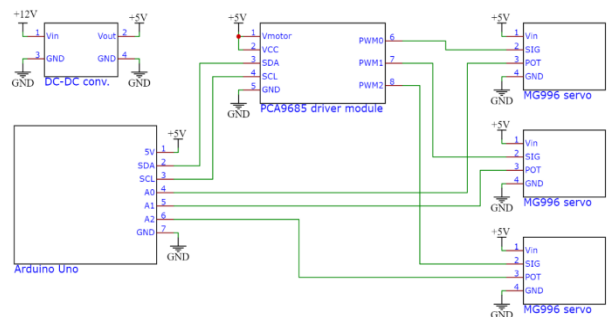 +12V
+5V
1 Vin
Vout 2
3 GND
GND 4
GND
GND
DC-DC conv.
+5V
1 Vmotor
2 VCC
3 SDA
4 SCL
5 GND
PWM0 6
PWM1 7
PWM2 8
GND
PCA9685 driver module
+5V
1 Vin
2 SIG
3 POT
4 GND
GND
MG996 servo
+5V
5V 1
SDA 2
SCL 3
A0 4
A1 5
A2 6
GND 7
GND
Arduino Uno
+5V
1 Vin
2 SIG
3 POT
4 GND
GND
MG996 servo
+5V
1 Vin
2 SIG
3 POT
4 GND
GND
MG996 servo